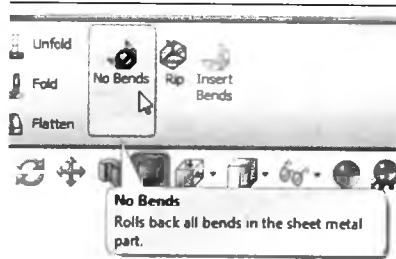 Unfold
Fold
Flatten
No Bends
Rip
Insert
Bends
No Bends
Rolls back all bends in the sheet metal
part.